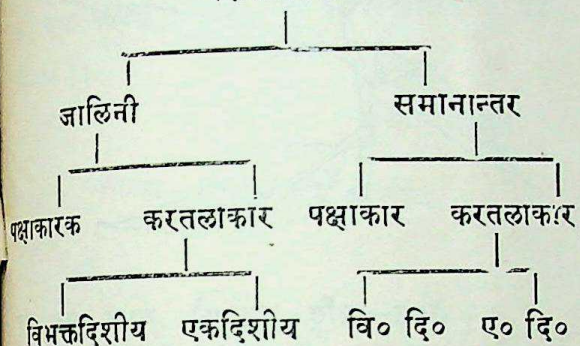 जालिनी समानान्तर
पक्षाकारक करतलाकार पक्षाकार करतलाकार
विभक्तदिशीय एकदिशीय वि० दि० ए० दि०